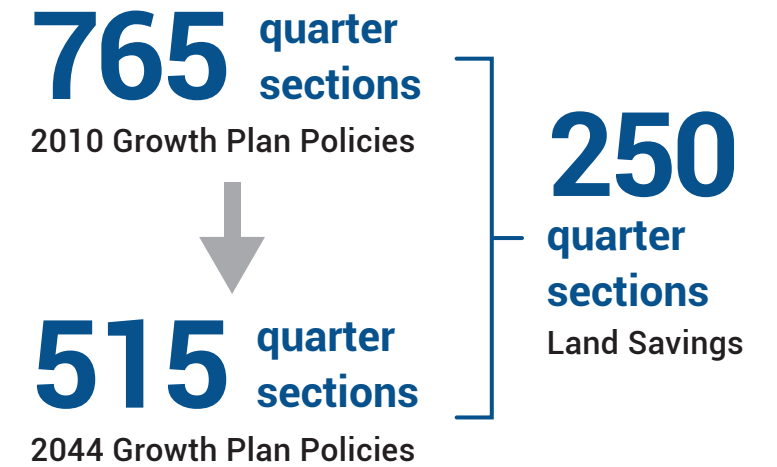 765 quarter
sections
2010 Growth Plan Policies
515 quarter
sections
2044 Growth Plan Policies
250
quarter
sections
Land Savings